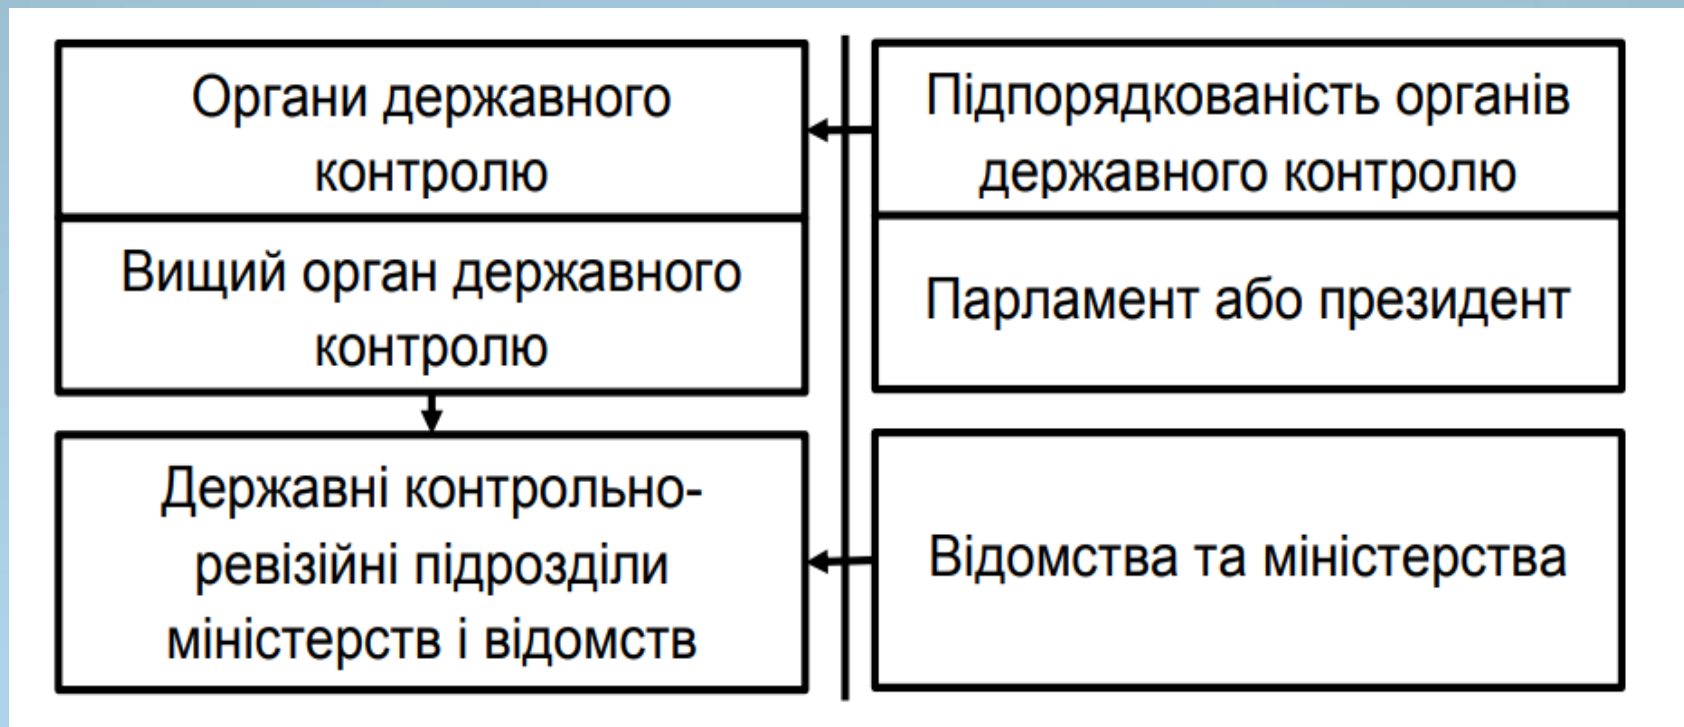 Органи державного
контролю
Підпорядкованість органів
державного контролю
Вищий орган державного
контролю
Парламент або президент
Державні контрольно-
ревізійні підрозділи
міністерств і відомств
Відомства та міністерства